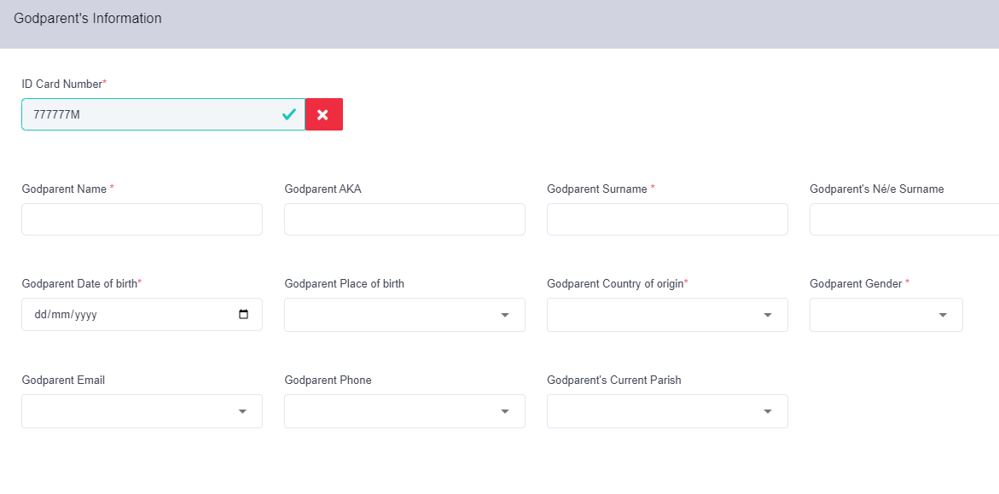 Godparent's Information
ID Card Number*
777777M
Godparent Name *
Godparent AKA
Godparent Surname *
Godparent's Né/e Surname
Godparent Date of birth*
Godparent Place of birth
Godparent Country of origin*
Godparent Gender *
dd/mm/yyyy
Godparent Email
Godparent Phone
Godparent's Current Parish